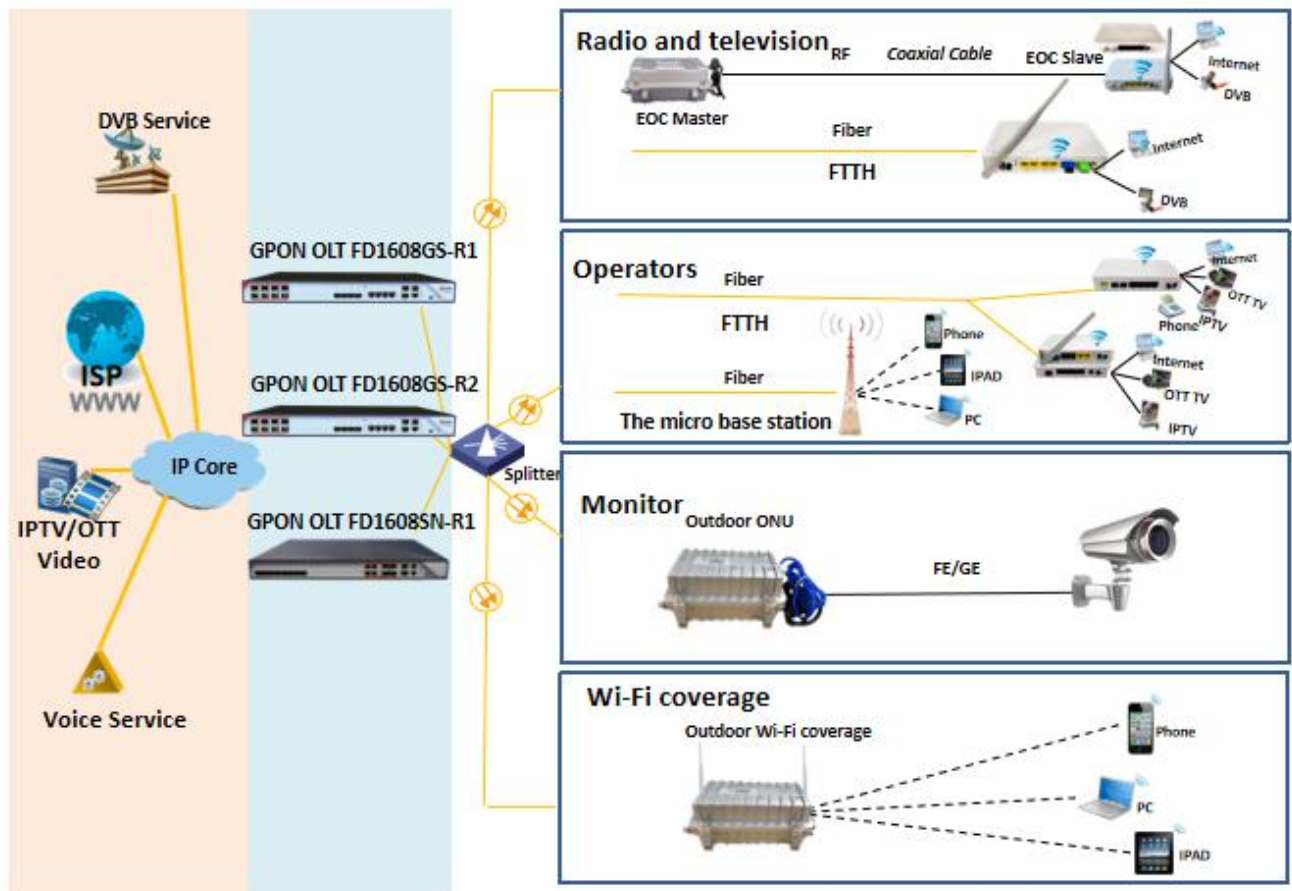 DVB Service
ISP
WWW
IP Core
IPTV/OTT
Video
Voice Service
GPON OLT FD1608GS-R1
GPON OLT FD1608GS-R2
GPON OLT FD1608SN-R1
Splitter
Radio and television
RF
Coaxial Cable
EOC Slave
EOC Master
Internet
DVB
Fiber
FTTH
Internet
DVB
Operators
Fiber
FTTH
Internet
OTT TV
IPTV
Phone
Phone
IPAD
PC
Fiber
The micro base station
Internet
OTT TV
IPTV
Monitor
Outdoor ONU
FE/GE
Wi-Fi coverage
Outdoor Wi-Fi coverage
Phone
PC
IPAD